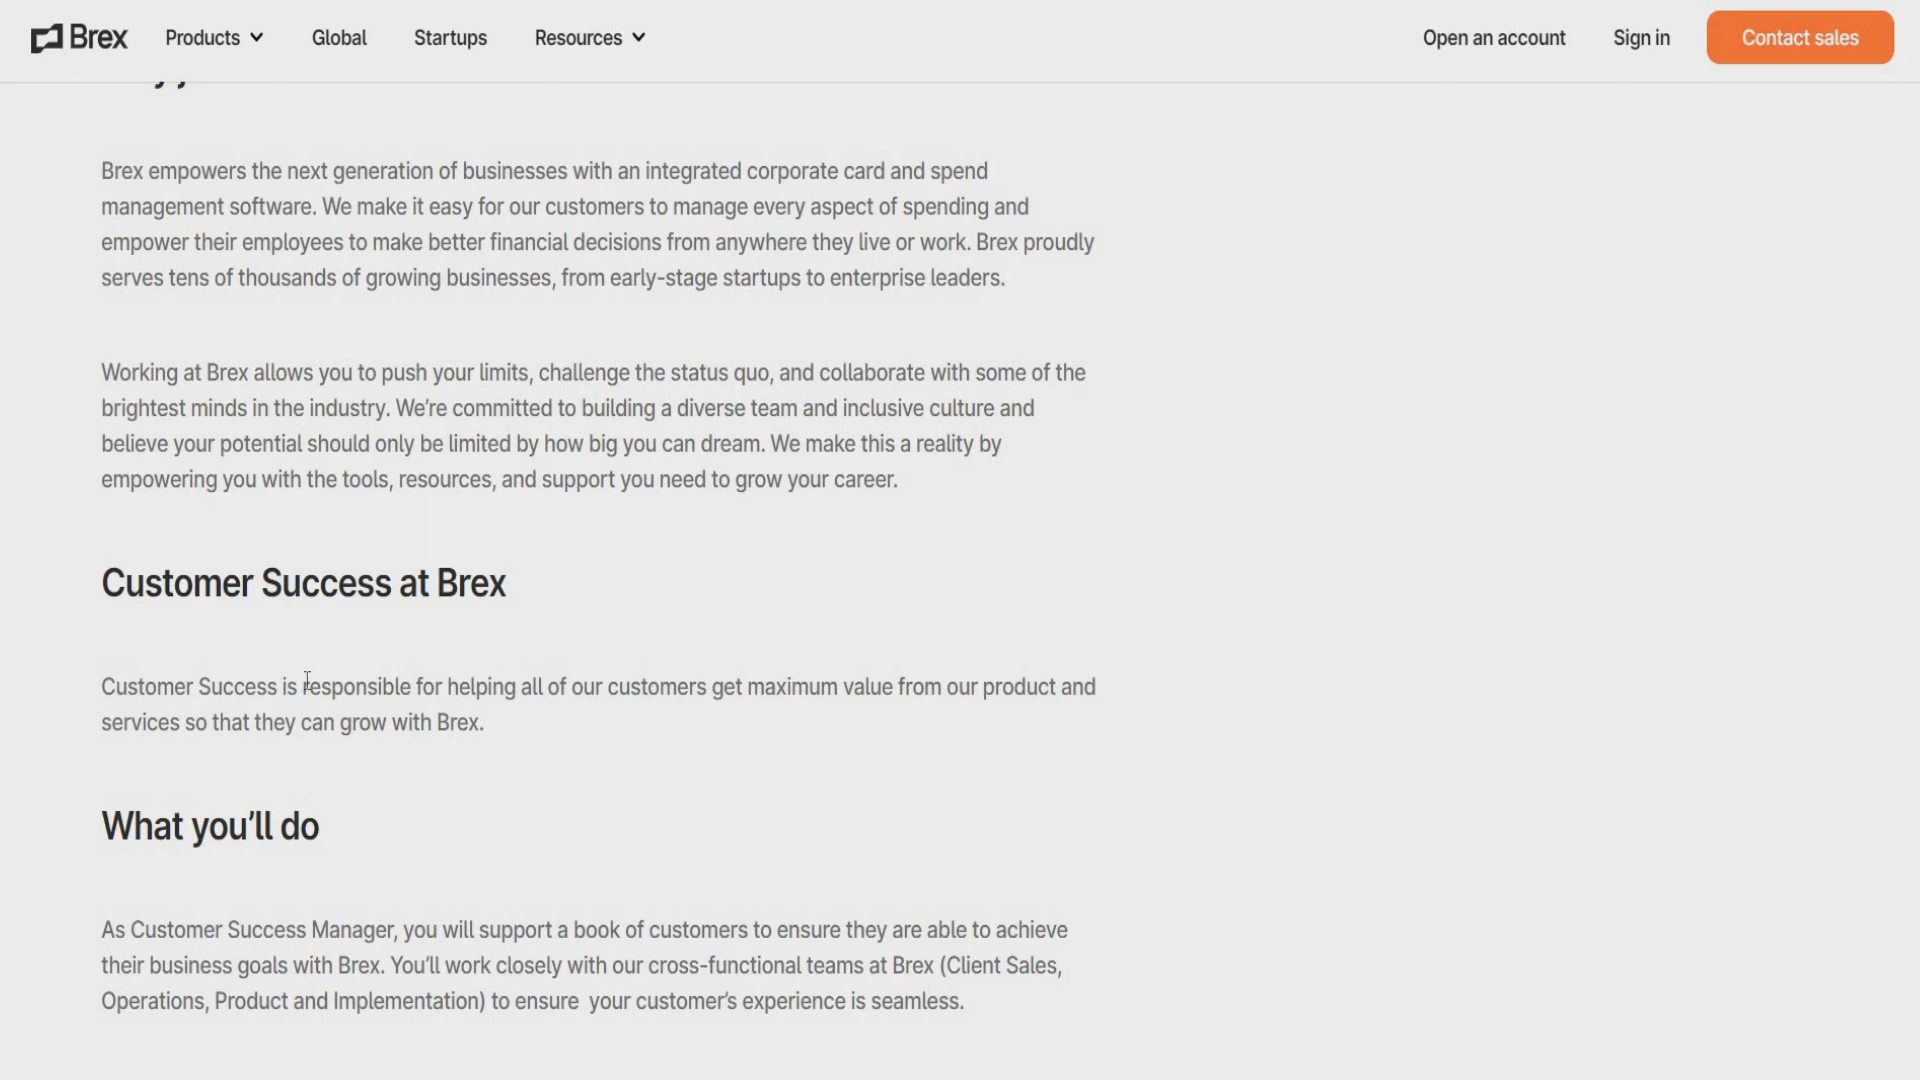 Brex Products Global Startups Resources Open an account Sign in Contact sales
Brex empowers the next generation of businesses with an integrated corporate card and spend
management software. We make it easy for our customers to manage every aspect of spending and
empower their employees to make better financial decisions from anywhere they live or work. Brex proudly
serves tens of thousands of growing businesses, from early-stage startups to enterprise leaders.
Working at Brex allows you to push your limits, challenge the status quo, and collaborate with some of the
brightest minds in the industry. We’re committed to building a diverse team and inclusive culture and
believe your potential should only be limited by how big you can dream. We make this a reality by
empowering you with the tools, resources, and support you need to grow your career.
Customer Success at Brex
Customer Success is responsible for helping all of our customers get maximum value from our product and
services so that they can grow with Brex.
What you’ll do
As Customer Success Manager, you will support a book of customers to ensure they are able to achieve
their business goals with Brex. You’ll work closely with our cross-functional teams at Brex (Client Sales,
Operations, Product and Implementation) to ensure  your customer’s experience is seamless.